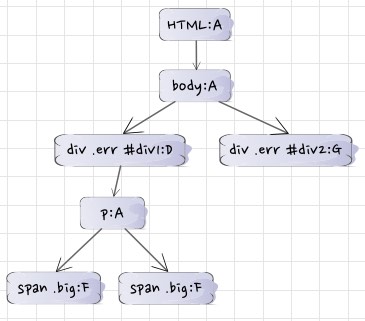 HTML:A
body:A
div .err #div1:D
div .err #div2:G
p:A
span .big:F
span .big:F